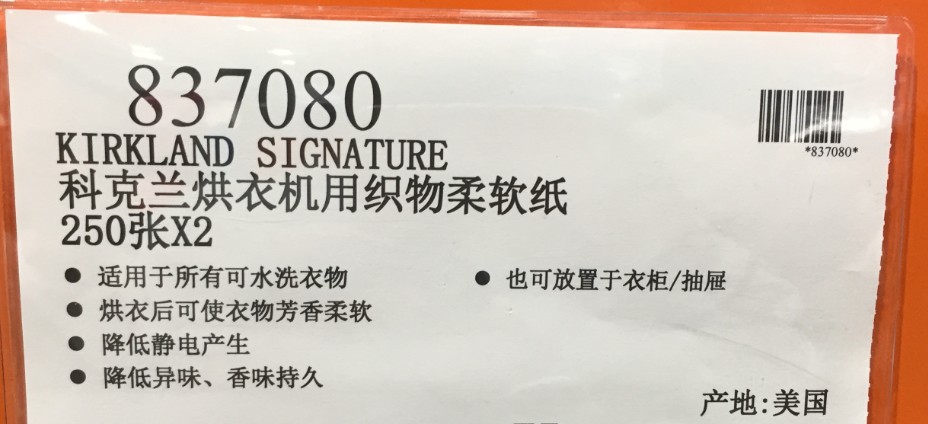 837080
*837080*
KIRKLAND SIGNATURE
科克兰烘衣机用织物柔软纸
250张X2
● 适用于所有可水洗衣物
● 烘衣后可使衣物芳香柔软
● 降低静电产生
● 降低异味、香味持久
● 也可放置于衣柜/抽屉
产地:美国